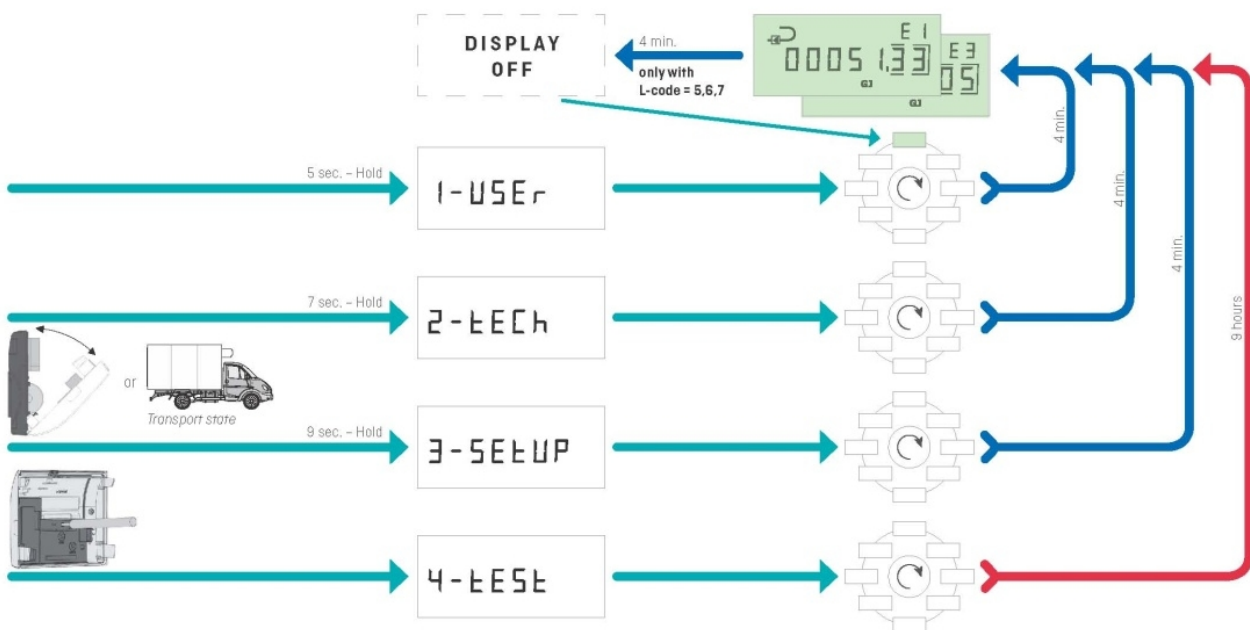 DISPLAY
OFF
4 min.
only with
L-code = 5,6,7
E1
00051.33
GJ
E3
05
GJ
4 min.
5 sec. – Hold
1-USEr
4 min.
7 sec. – Hold
2-tECh
4 min.
9 hours
or
Transport state
9 sec. – Hold
3-SEtUP
4-tESt